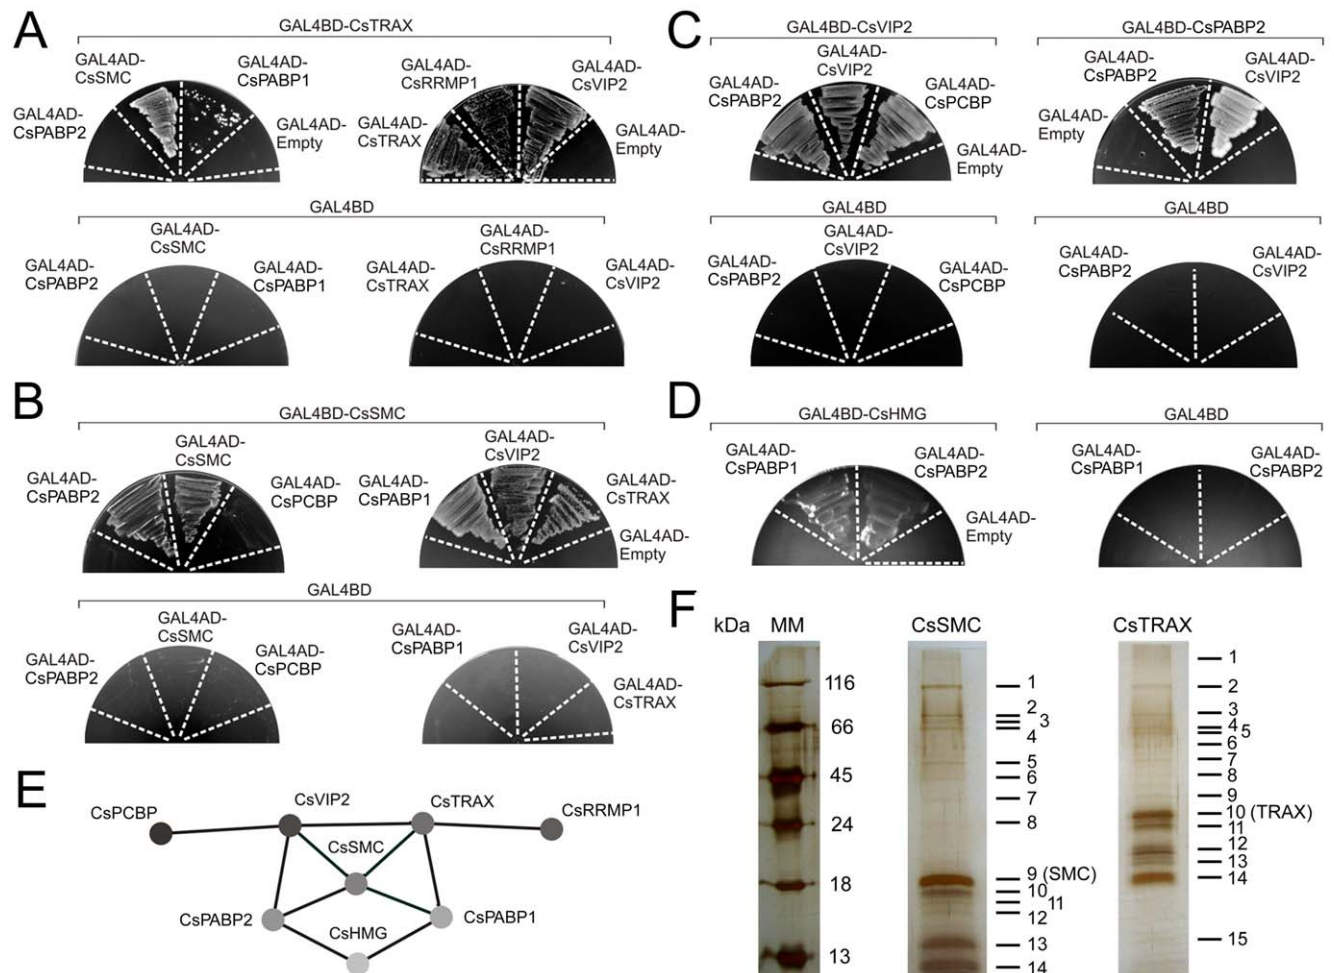 A
GAL4BD-CsTRAX
GAL4AD-
CsSMC
GAL4AD-
CsPABP1
GAL4AD-
CsPABP2
GAL4AD-
Empty
GAL4AD-
CsRRMP1
GAL4AD-
CsVIP2
GAL4AD-
CsTRAX
GAL4AD-
Empty
GAL4BD
GAL4AD-
CsSMC
GAL4AD-
CsPABP2
GAL4AD-
CsPABP1
GAL4AD-
CsRRMP1
GAL4AD-
CsTRAX
GAL4AD-
CsVIP2
B
GAL4BD-CsSMC
GAL4AD-
CsSMC
GAL4AD-
CsPABP2
GAL4AD-
CsPCBP
GAL4AD-
CsVIP2
GAL4AD-
CsPABP1
GAL4AD-
CsTRAX
GAL4AD-
Empty
GAL4BD
GAL4AD-
CsSMC
GAL4AD-
CsPABP2
GAL4AD-
CsPCBP
GAL4AD-
CsPABP1
GAL4AD-
CsVIP2
GAL4AD-
CsTRAX
C
GAL4BD-CsVIP2
GAL4AD-
CsVIP2
GAL4AD-
CsPABP2
GAL4AD-
CsPCBP
GAL4AD-
Empty
GAL4BD-CsPABP2
GAL4AD-
CsPABP2
GAL4AD-
CsVIP2
GAL4AD-
Empty
GAL4BD
GAL4AD-
CsVIP2
GAL4AD-
CsPABP2
GAL4AD-
CsPCBP
GAL4BD
GAL4AD-
CsPABP2
GAL4AD-
CsVIP2
D
GAL4BD-CsHMG
GAL4AD-
CsPABP1
GAL4AD-
CsPABP2
GAL4AD-
Empty
GAL4BD
GAL4AD-
CsPABP1
GAL4AD-
CsPABP2
E
CsPCBP
CsVIP2
CsTRAX
CsRRMP1
CsSMC
CsPABP2
CsPABP1
CsHMG
F
kDa MM CsSMC CsTRAX
116
66
45
24
18
13
1
2
3
4
5
6
7
8
9 (SMC)
10
11
12
13
14
1
2
3
4
5
6
7
8
9
10 (TRAX)
11
12
13
14
15